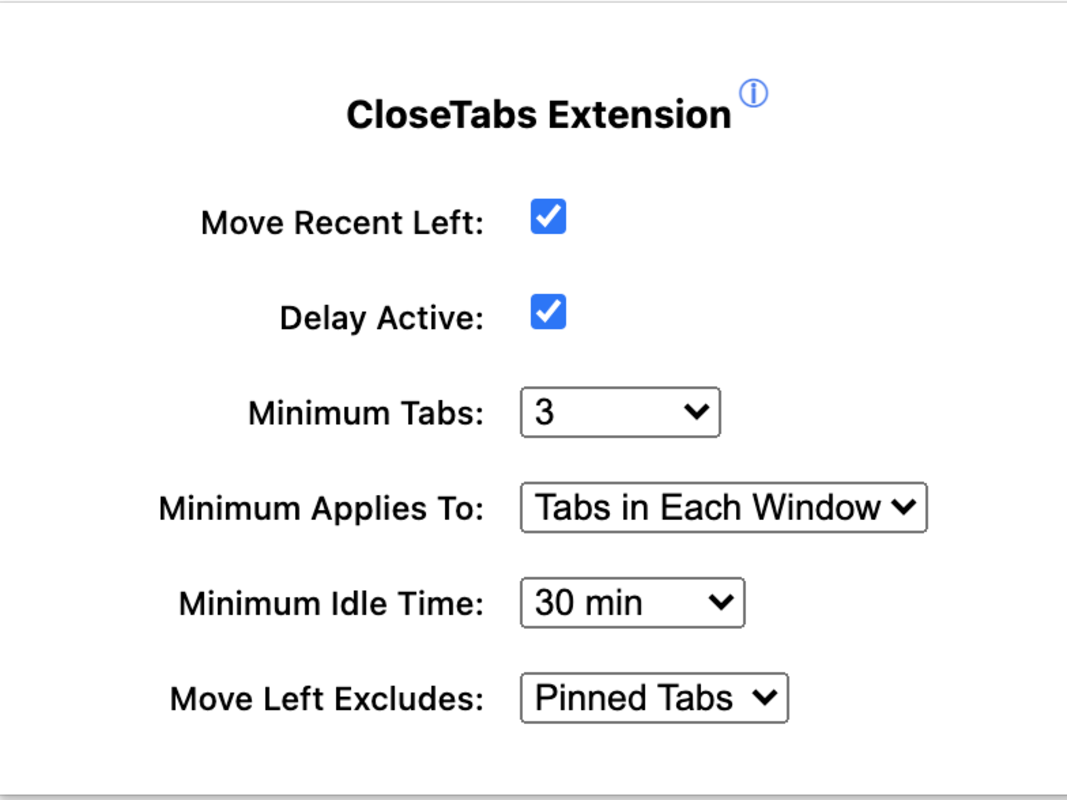 CloseTabs Extension ⓘ
Move Recent Left:
Delay Active:
Minimum Tabs: 3
Minimum Applies To: Tabs in Each Window
Minimum Idle Time: 30 min
Move Left Excludes: Pinned Tabs